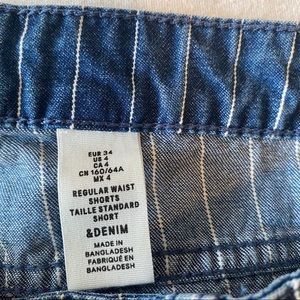 EUR 34
US 4
CA 4
CN 160/64A
MX 4
REGULAR WAIST
SHORTS
TAILLE STANDARD
SHORT
&DENIM
MADE IN
BANGLADESH
FABRIQUÉ EN
BANGLADESH